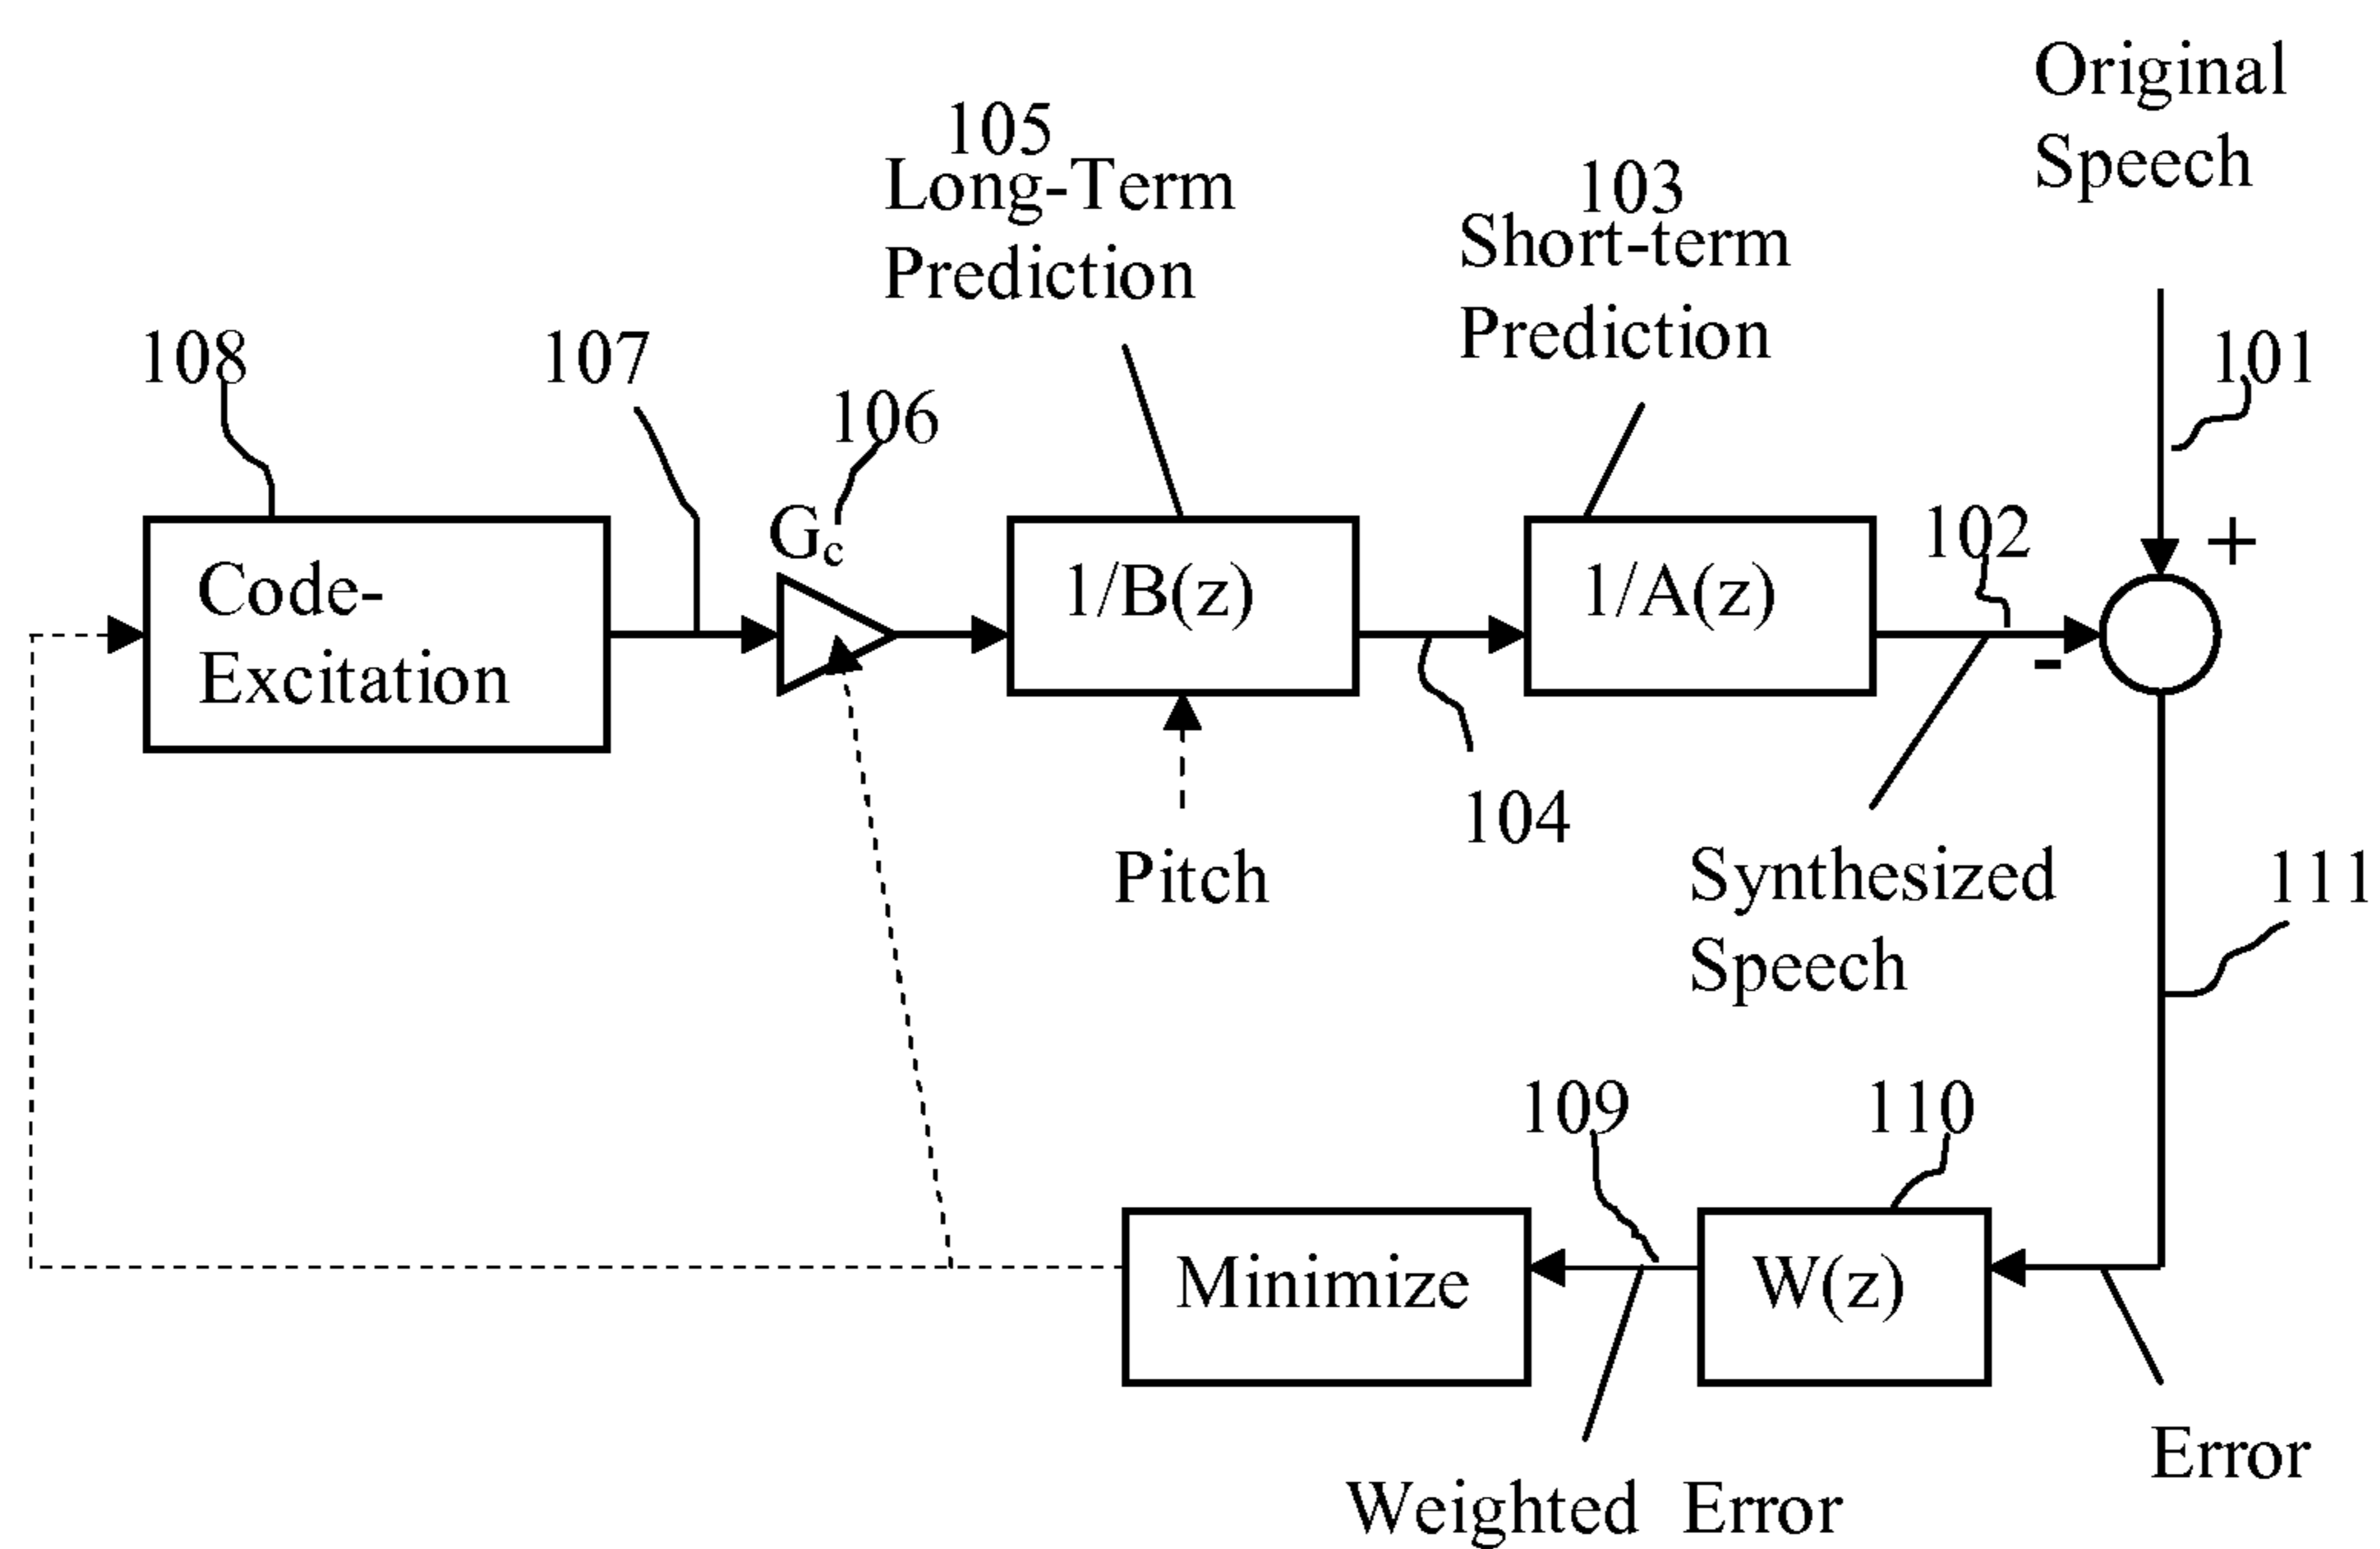 Original
Speech
105
Long-Term
Prediction
103
Short-term
Prediction
108
107
106
101
G_c
102
+
Code-
Excitation
1/B(z)
1/A(z)
-
104
Pitch
Synthesized
Speech
111
109
110
Minimize
W(z)
Error
Weighted Error